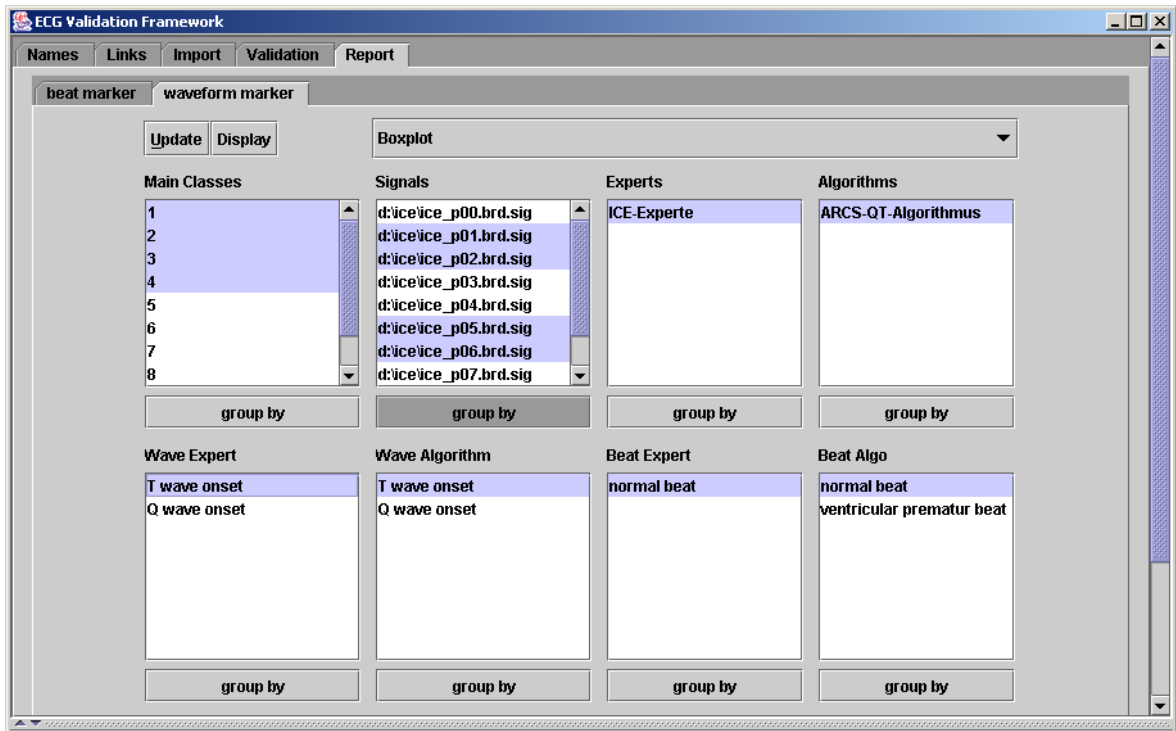 ECG Validation Framework
Names Links Import Validation Report
beat marker waveform marker
Update Display Boxplot
Main Classes Signals Experts Algorithms
1 d:\ice\ice_p00.brd.sig ICE-Experte ARCS-QT-Algorithmus
2 d:\ice\ice_p01.brd.sig
3 d:\ice\ice_p02.brd.sig
4 d:\ice\ice_p03.brd.sig
5 d:\ice\ice_p04.brd.sig
6 d:\ice\ice_p05.brd.sig
7 d:\ice\ice_p06.brd.sig
8 d:\ice\ice_p07.brd.sig
group by group by group by group by
Wave Expert Wave Algorithm Beat Expert Beat Algo
T wave onset T wave onset normal beat normal beat
Q wave onset Q wave onset ventricular prematur beat
group by group by group by group by